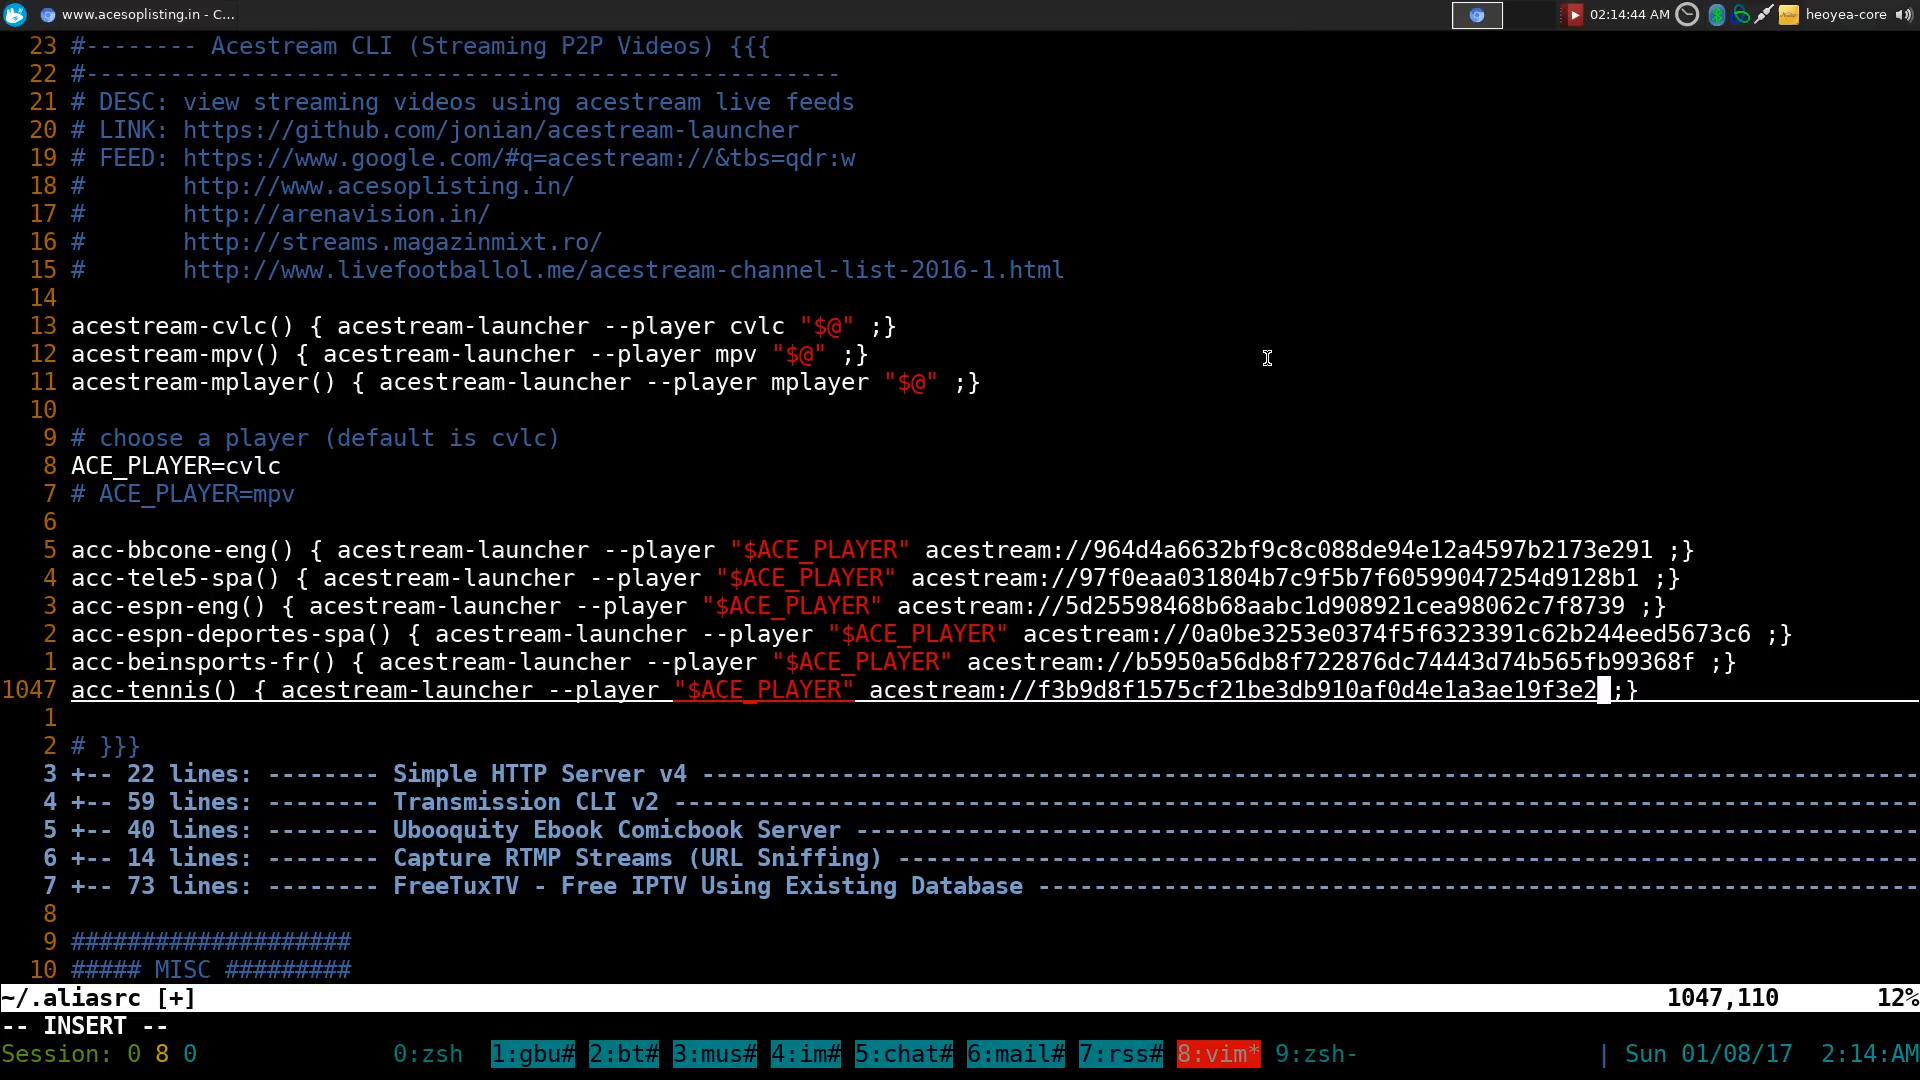 www.acesoplisting.in - C...
02:14:44 AM heoyea-core
23 #-------- Acestream CLI (Streaming P2P Videos) {{{
22 #------------------------------------------------------
21 # DESC: view streaming videos using acestream live feeds
20 # LINK: https://github.com/jonian/acestream-launcher
19 # FEED: https://www.google.com/#q=acestream://&tbs=qdr:w
18 #       http://www.acesoplisting.in/
17 #       http://arenavision.in/
16 #       http://streams.magazinmixt.ro/
15 #       http://www.livefootballol.me/acestream-channel-list-2016-1.html
14
13 acestream-cvlc() { acestream-launcher --player cvlc "$@" ;}
12 acestream-mpv() { acestream-launcher --player mpv "$@" ;}
11 acestream-mplayer() { acestream-launcher --player mplayer "$@" ;}
10
9 # choose a player (default is cvlc)
8 ACE_PLAYER=cvlc
7 # ACE_PLAYER=mpv
6
5 acc-bbcone-eng() { acestream-launcher --player "$ACE_PLAYER" acestream://964d4a6632bf9c8c088de94e12a4597b2173e291 ;}
4 acc-tele5-spa() { acestream-launcher --player "$ACE_PLAYER" acestream://97f0eaa031804b7c9f5b7f60599047254d9128b1 ;}
3 acc-espn-eng() { acestream-launcher --player "$ACE_PLAYER" acestream://5d25598468b68aabc1d908921cea98062c7f8739 ;}
2 acc-espn-deportes-spa() { acestream-launcher --player "$ACE_PLAYER" acestream://0a0be3253e0374f5f6323391c62b244eed5673c6 ;}
1 acc-beinsports-fr() { acestream-launcher --player "$ACE_PLAYER" acestream://b5950a56db8f722876dc74443d74b565fb99368f ;}
1047 acc-tennis() { acestream-launcher --player "$ACE_PLAYER" acestream://f3b9d8f1575cf21be3db910af0d4e1a3ae19f3e2 ;}
1
2 # }}}
3 +-- 22 lines: -------- Simple HTTP Server v4 ---------------------------------------------------------------------------------------
4 +-- 59 lines: -------- Transmission CLI v2 -----------------------------------------------------------------------------------------
5 +-- 40 lines: -------- Ubooquity Ebook Comicbook Server ----------------------------------------------------------------------------
6 +-- 14 lines: -------- Capture RTMP Streams (URL Sniffing) -------------------------------------------------------------------------
7 +-- 73 lines: -------- FreeTuxTV - Free IPTV Using Existing Database ---------------------------------------------------------------
8
9 ####################
10 ##### MISC #########
~/.aliasrc [+] 1047,110 12%
-- INSERT --
Session: 0 8 0 0:zsh 1:gbu# 2:bt# 3:mus# 4:im# 5:chat# 6:mail# 7:rss# 8:vim* 9:zsh- | Sun 01/08/17 2:14:AM